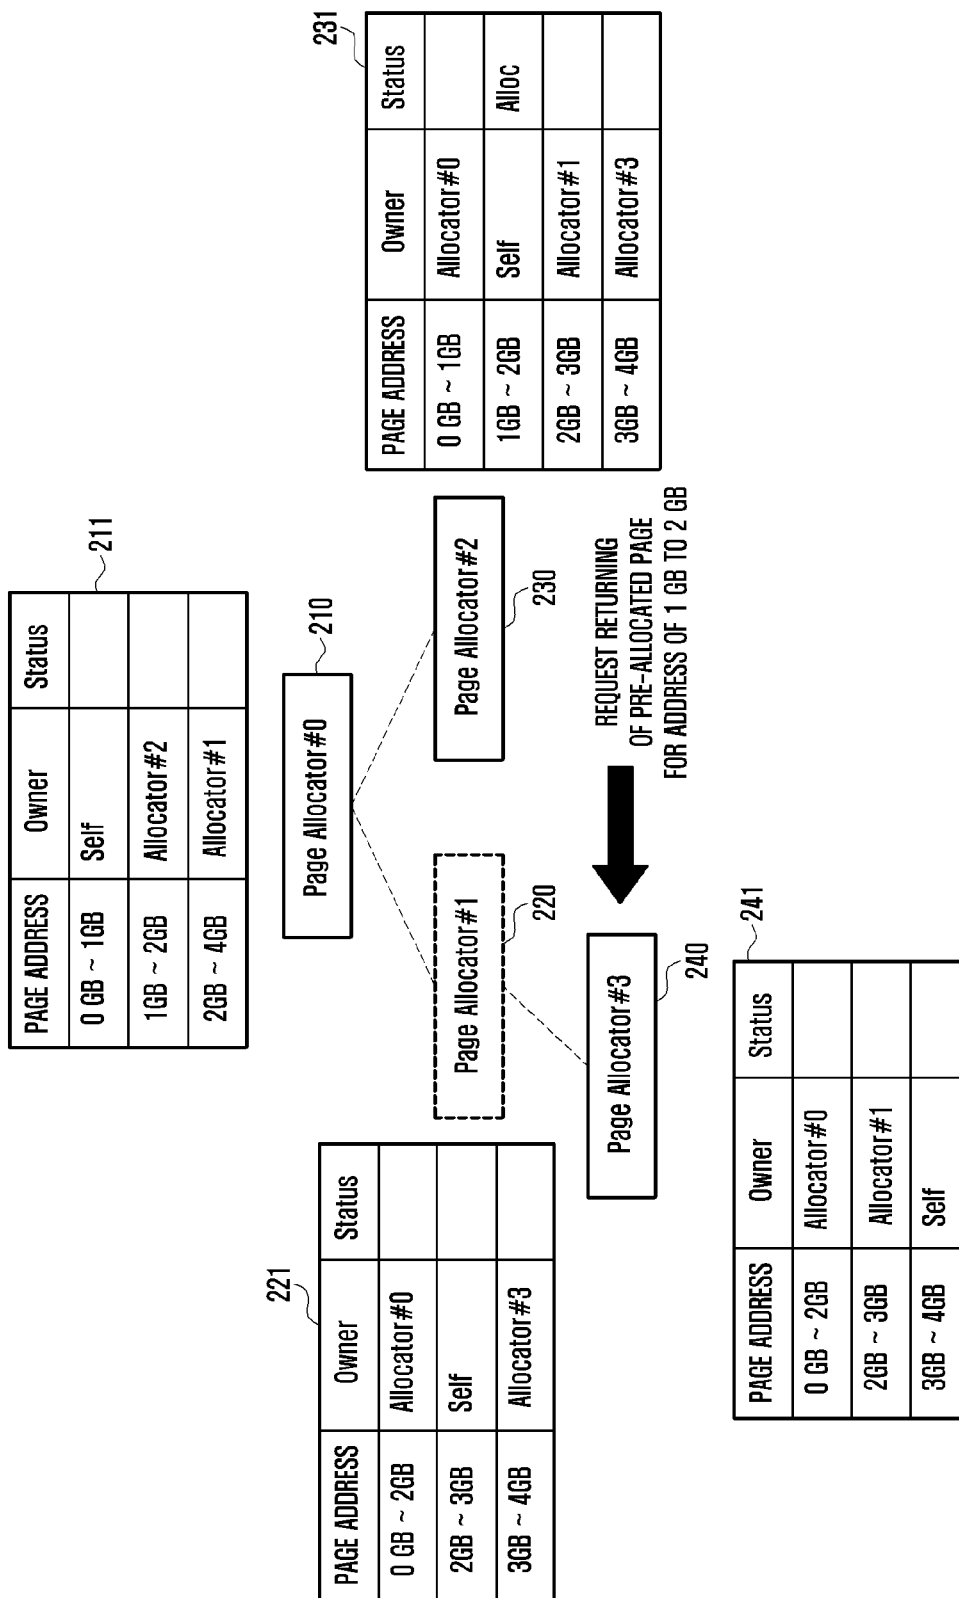 PAGE ADDRESS Owner Status
0 GB ~ 1GB Self
1GB ~ 2GB Allocator#2
2GB ~ 4GB Allocator#1
211
Page Allocator#0
210
PAGE ADDRESS Owner Status
0 GB ~ 2GB Allocator#0
2GB ~ 3GB Self
3GB ~ 4GB Allocator#3
221
Page Allocator#1
220
Page Allocator#2
230
PAGE ADDRESS Owner Status
0 GB ~ 1GB Allocator#0
1GB ~ 2GB Self Alloc
2GB ~ 3GB Allocator#1
3GB ~ 4GB Allocator#3
231
Page Allocator#3
240
REQUEST RETURNING
OF PRE-ALLOCATED PAGE
FOR ADDRESS OF 1 GB TO 2 GB
PAGE ADDRESS Owner Status
0 GB ~ 2GB Allocator#0
2GB ~ 3GB Allocator#1
3GB ~ 4GB Self
241